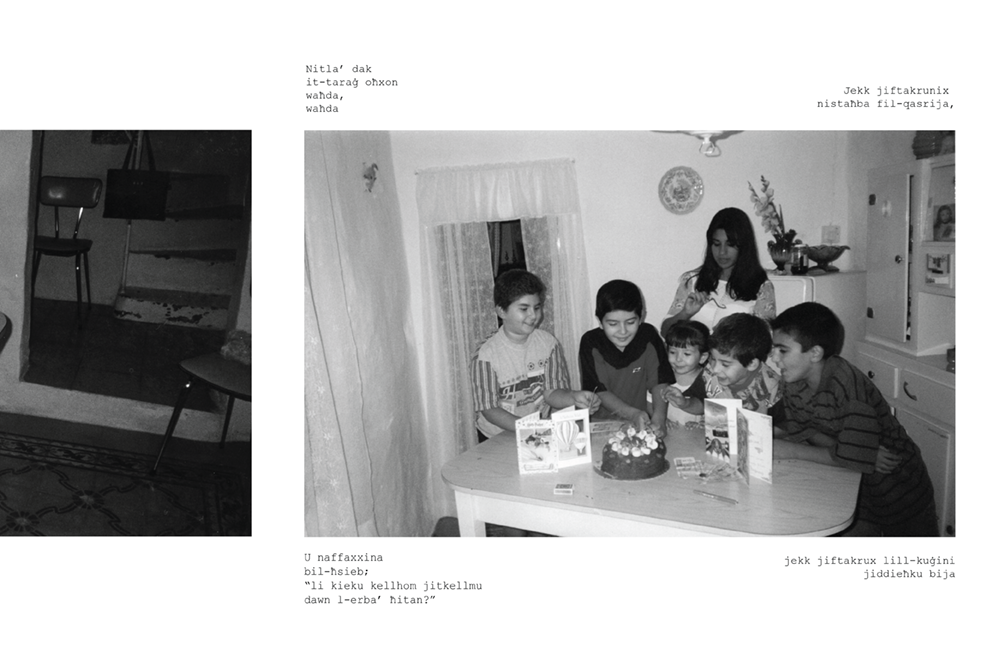 Nitla’ dak
it-taraġ oħxon
waħda,
waħda
Jekk jiftakrunix
nistaħba fil-qasrija,
U naffaxxina
bil-ħsieb;
“li kieku kellhom jitkellmu
dawn l-erba’ ħitan?”
jekk jiftakrux lill-kuġini
jiddieħku bija